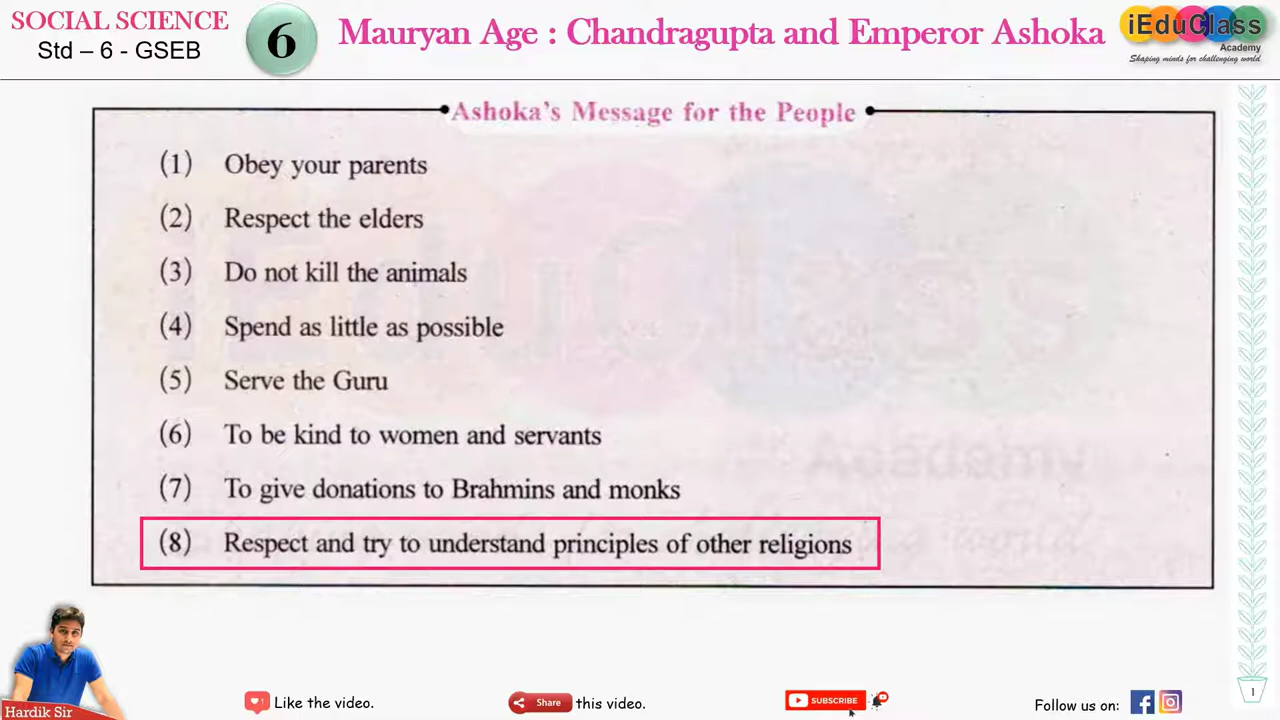 SOCIAL SCIENCE
Std – 6 - GSEB
6
Mauryan Age : Chandragupta and Emperor Ashoka
iEduClass
Academy
Shaping minds for challenging world
Ashoka's Message for the People
(1) Obey your parents
(2) Respect the elders
(3) Do not kill the animals
(4) Spend as little as possible
(5) Serve the Guru
(6) To be kind to women and servants
(7) To give donations to Brahmins and monks
(8) Respect and try to understand principles of other religions
iEduClass
Academy
Hardik Sir
Like the video.
Share this video.
SUBSCRIBE
Follow us on:
1